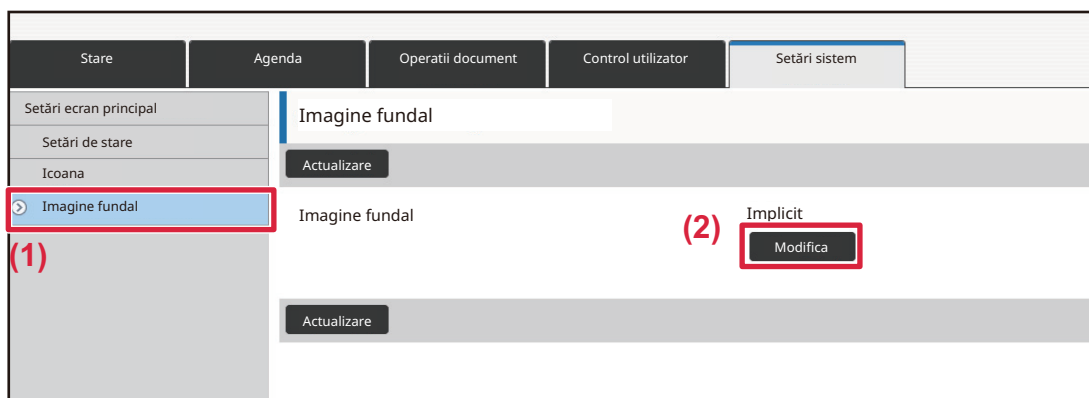 Stare
Agenda
Operatii document
Control utilizator
Setări sistem
Setări ecran principal
Setări de stare
Icoana
Imagine fundal
(1)
Imagine fundal
Actualizare
Imagine fundal
Implicit
(2)
Modifica
Actualizare